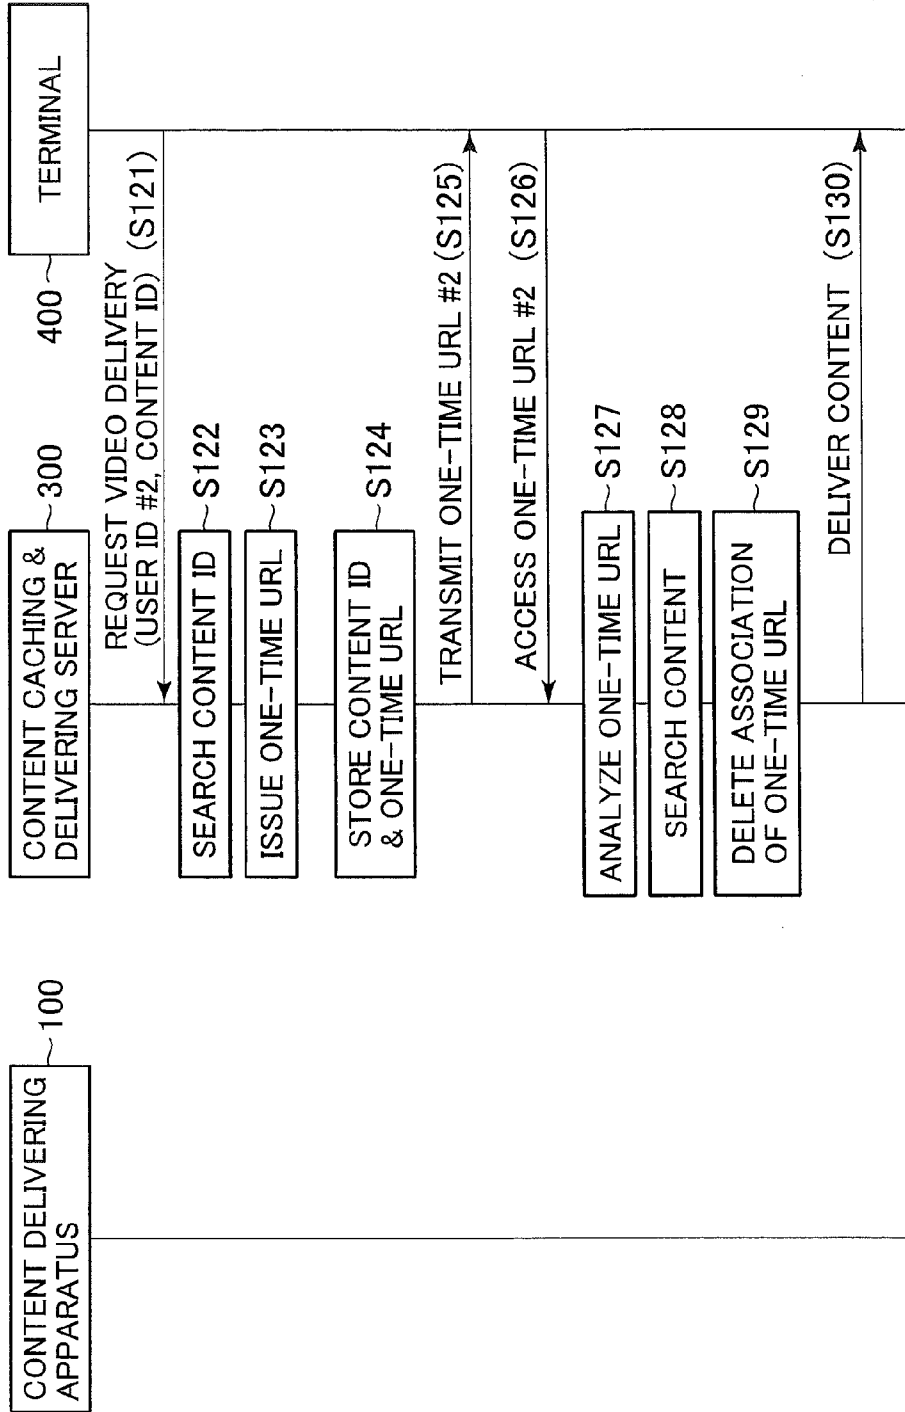 CONTENT DELIVERING
APPARATUS
100
CONTENT CACHING &
DELIVERING SERVER
300
TERMINAL
400
REQUEST VIDEO DELIVERY
(USER ID #2, CONTENT ID) (S121)
SEARCH CONTENT ID
S122
ISSUE ONE-TIME URL
S123
STORE CONTENT ID
& ONE-TIME URL
S124
TRANSMIT ONE-TIME URL #2 (S125)
ACCESS ONE-TIME URL #2 (S126)
ANALYZE ONE-TIME URL
S127
SEARCH CONTENT
S128
DELETE ASSOCIATION
OF ONE-TIME URL
S129
DELIVER CONTENT (S130)